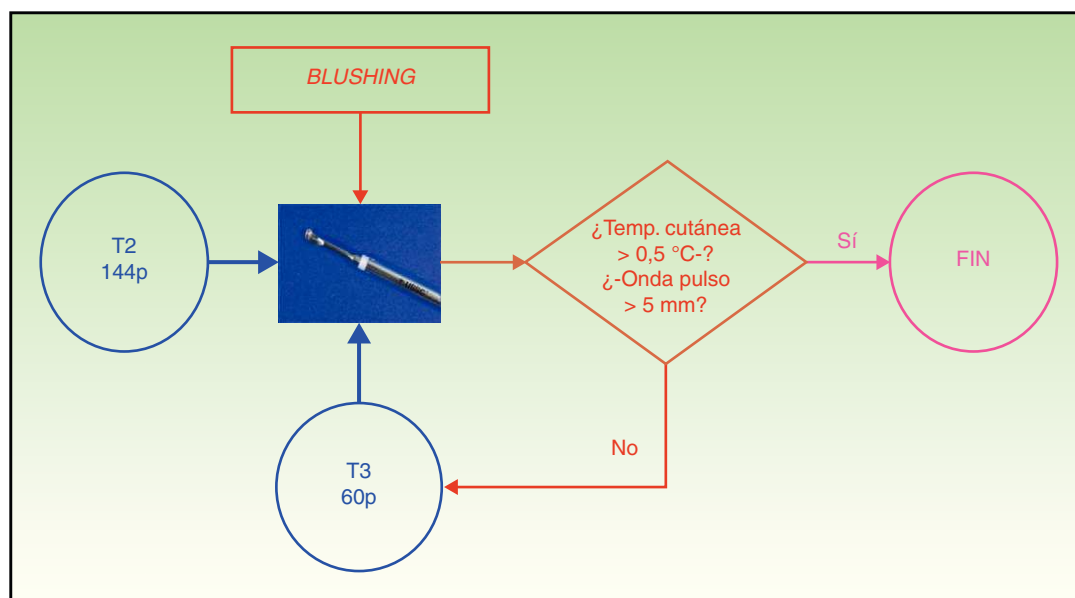 BLUSHING
T2
144p
¿Temp. cutánea
> 0,5 °C-?
¿-Onda pulso
> 5 mm?
Sí
FIN
No
T3
60p